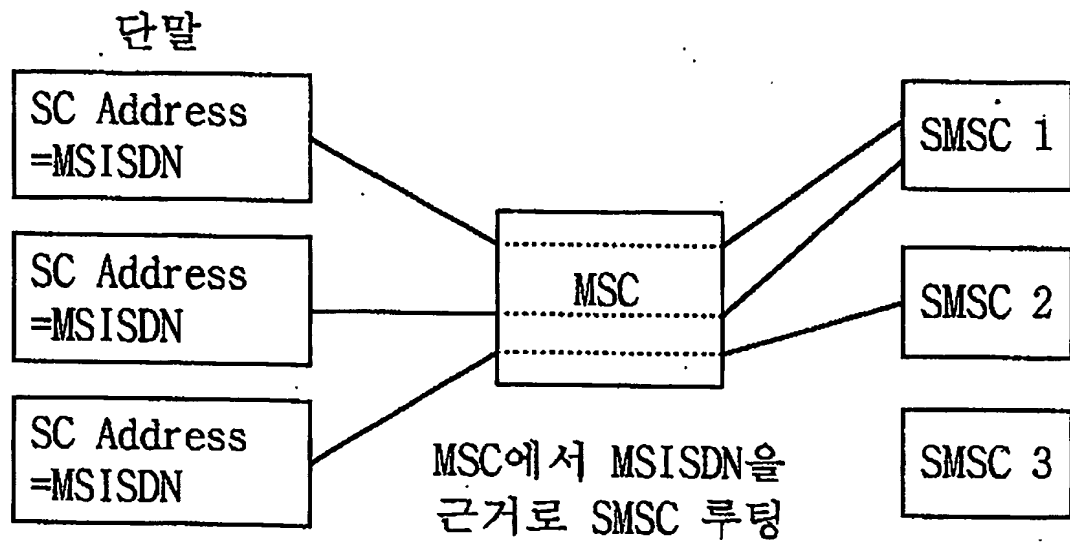 단말
SC Address
=MSISDN
SC Address
=MSISDN
SC Address
=MSISDN
MSC
SMSC 1
SMSC 2
SMSC 3
MSC에서 MSISDN을
근거로 SMSC 루팅